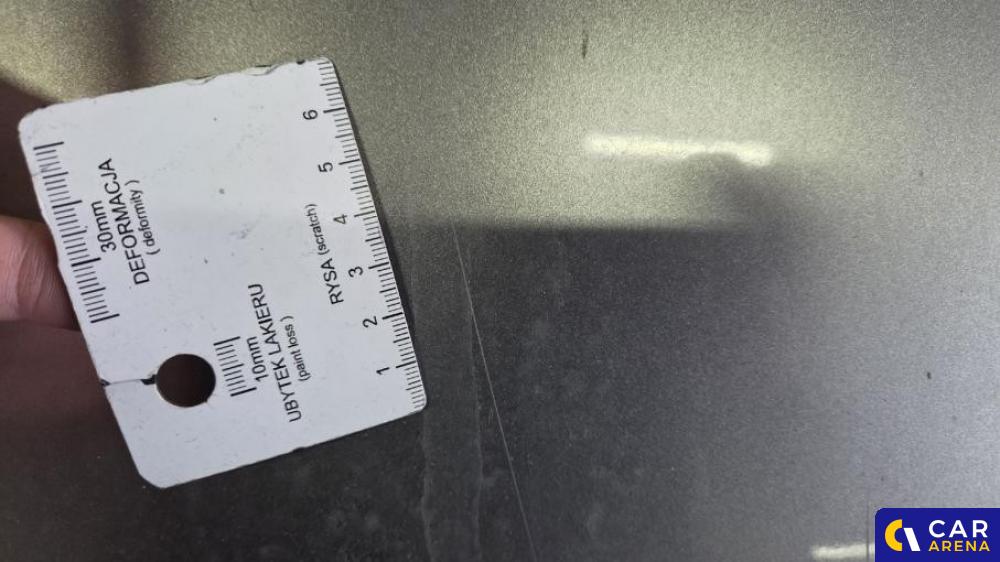 30mm
DEFORMACJA
( deformity )
10mm
UBYTEK LAKIERU
(paint loss )
RYSA (scratch)
1 2 3 4 5 6
CAR
ARENA